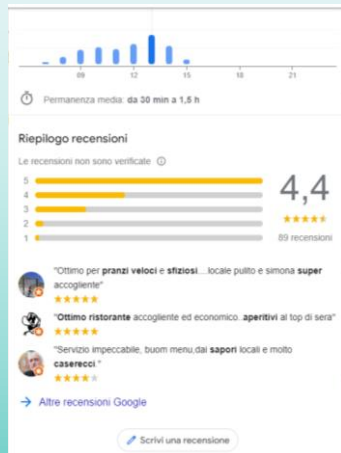 09 12 15 18 21
Permanenza media: da 30 min a 1,5 h
Riepilogo recensioni
Le recensioni non sono verificate
5
4
3
2
1
4,4
89 recensioni
"Ottimo per pranzi veloci e sfiziosi....locale pulito e simona super
accogliente"
"Ottimo ristorante accogliente ed economico..aperitivi al top di sera"
"Servizio impeccabile, buom menu,dai sapori locali e molto
caserecci."
Altre recensioni Google
Scrivi una recensione